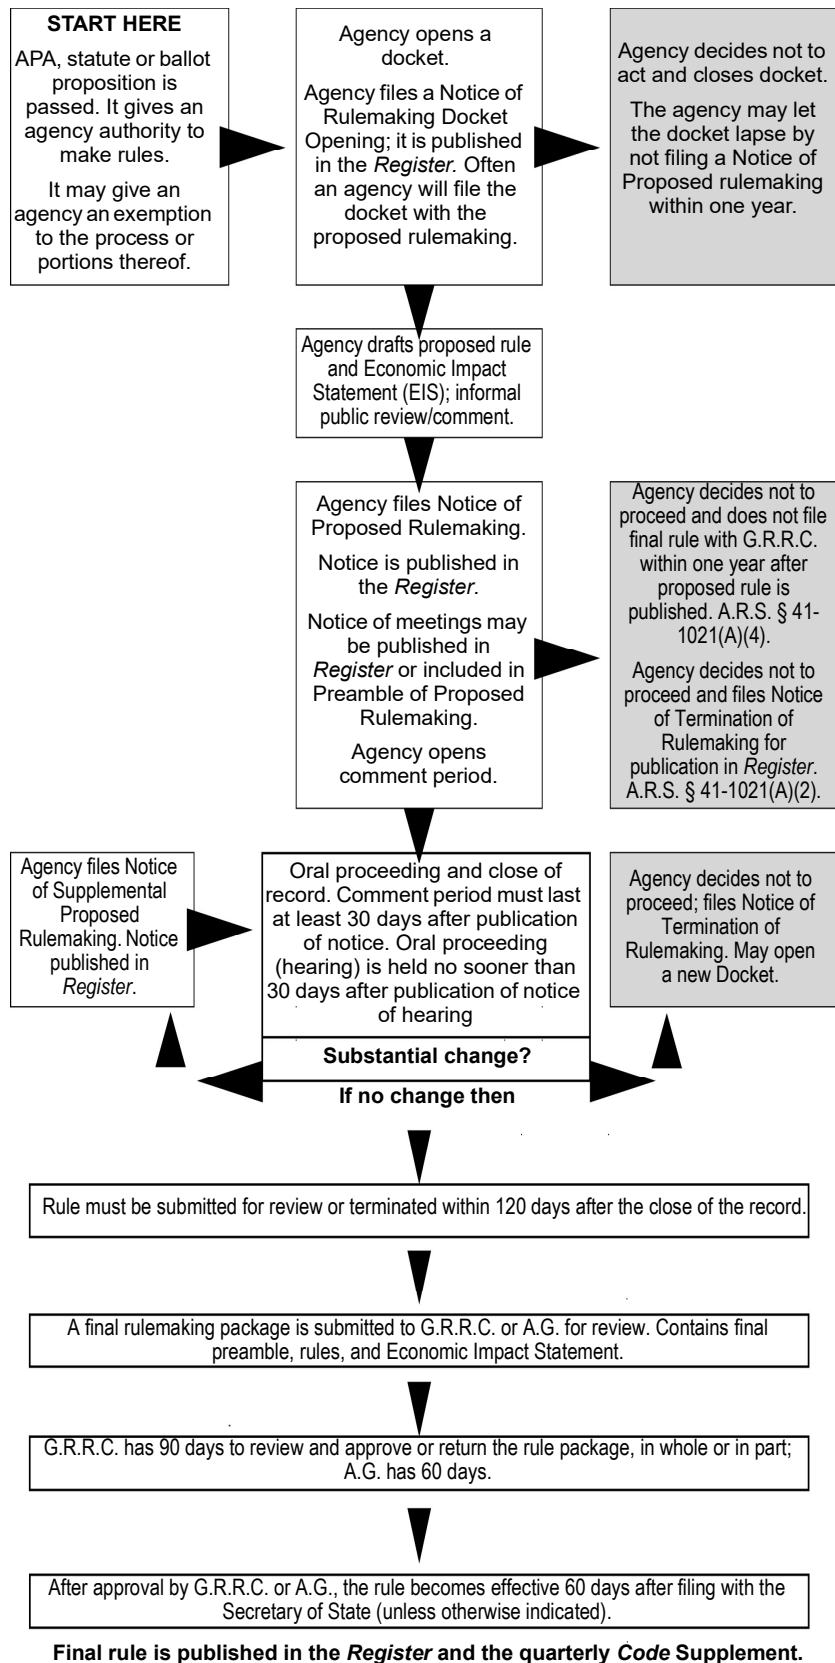 START HERE
APA, statute or ballot
proposition is
passed. It gives an
agency authority to
make rules.
It may give an
agency an exemption
to the process or
portions thereof.
Agency opens a
docket.
Agency files a Notice of
Rulemaking Docket
Opening; it is published
in the Register. Often
an agency will file the
docket with the
proposed rulemaking.
Agency decides not to
act and closes docket.
The agency may let
the docket lapse by
not filing a Notice of
Proposed rulemaking
within one year.
Agency drafts proposed rule
and Economic Impact
Statement (EIS); informal
public review/comment.
Agency files Notice of
Proposed Rulemaking.
Notice is published in
the Register.
Notice of meetings may
be published in
Register or included in
Preamble of Proposed
Rulemaking.
Agency opens
comment period.
Agency decides not to
proceed and does not file
final rule with G.R.R.C.
within one year after
proposed rule is
published. A.R.S. § 41-
1021(A)(4).
Agency decides not to
proceed and files Notice
of Termination of
Rulemaking for
publication in Register.
A.R.S. § 41-1021(A)(2).
Agency files Notice
of Supplemental
Proposed
Rulemaking. Notice
published in
Register.
Oral proceeding and close of
record. Comment period must last
at least 30 days after publication
of notice. Oral proceeding
(hearing) is held no sooner than
30 days after publication of notice
of hearing
Agency decides not to
proceed; files Notice of
Termination of
Rulemaking. May open
a new Docket.
Substantial change?
If no change then
Rule must be submitted for review or terminated within 120 days after the close of the record.
A final rulemaking package is submitted to G.R.R.C. or A.G. for review. Contains final
preamble, rules, and Economic Impact Statement.
G.R.R.C. has 90 days to review and approve or return the rule package, in whole or in part;
A.G. has 60 days.
After approval by G.R.R.C. or A.G., the rule becomes effective 60 days after filing with the
Secretary of State (unless otherwise indicated).
Final rule is published in the Register and the quarterly Code Supplement.